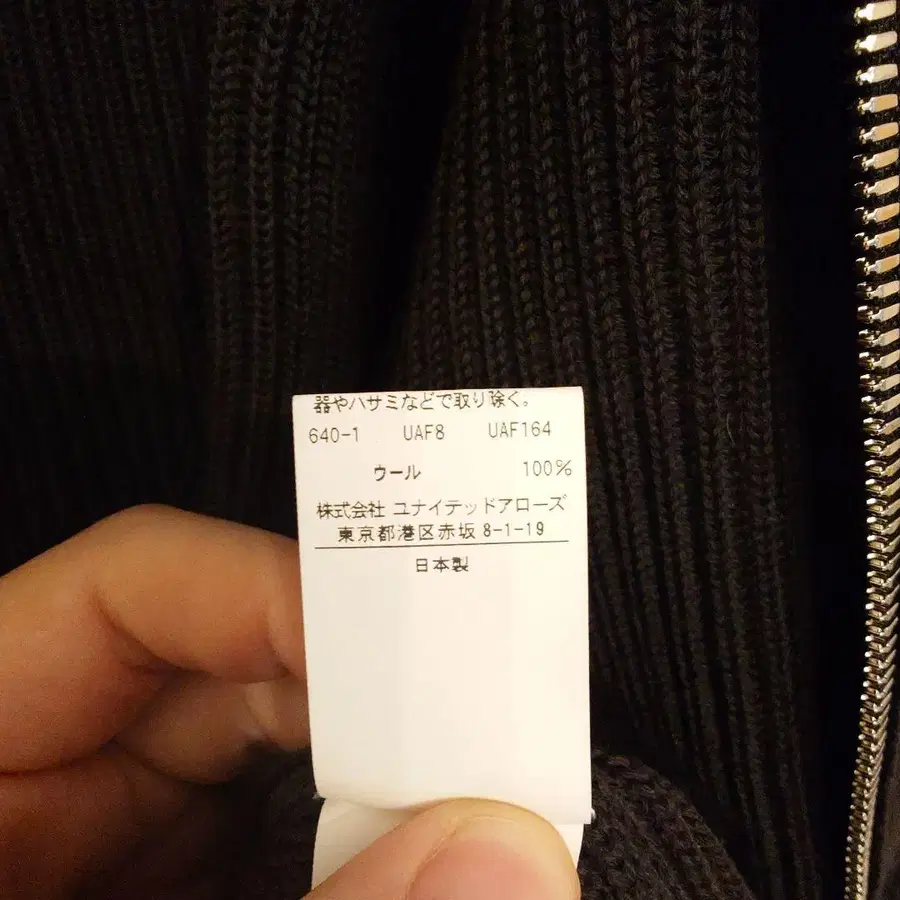 器やハサミなどで取り除く。
640-1 UAF8 UAF164
ウール 100%
株式会社 ユナイテッドアローズ
東京都港区赤坂 8-1-19
日本製